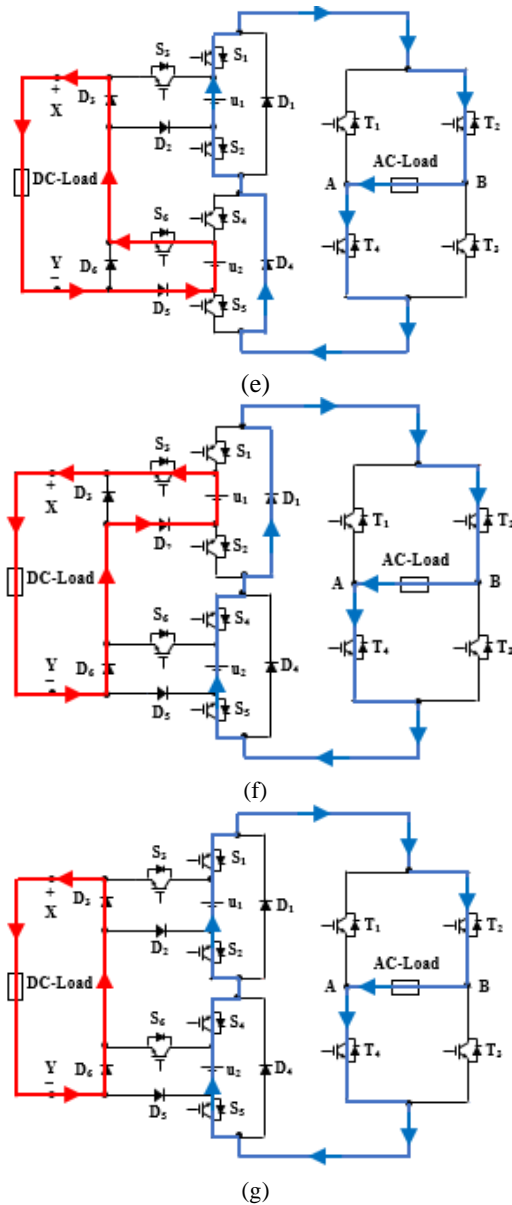 S₃ S₁
+ D₃ u₁ D₁
X T₁ T₂
D₂ S₂
DC-Load AC-Load
S₆ S₄ A B
Y D₆ u₂ D₄ T₄ T₃
−
D₅ S₅
(e)
S₃ S₁
+ D₃ u₁ D₁
X T₁ T₂
D₇ S₂
DC-Load AC-Load
S₆ S₄ A B
Y D₆ u₂ D₄ T₄ T₂
−
D₅ S₅
(f)
S₃ S₁
+ D₃ u₁ D₁
X T₁ T₂
D₂ S₂
DC-Load AC-Load
S₆ S₄ A B
Y D₆ u₂ D₄ T₄ T₃
−
D₅ S₅
(g)